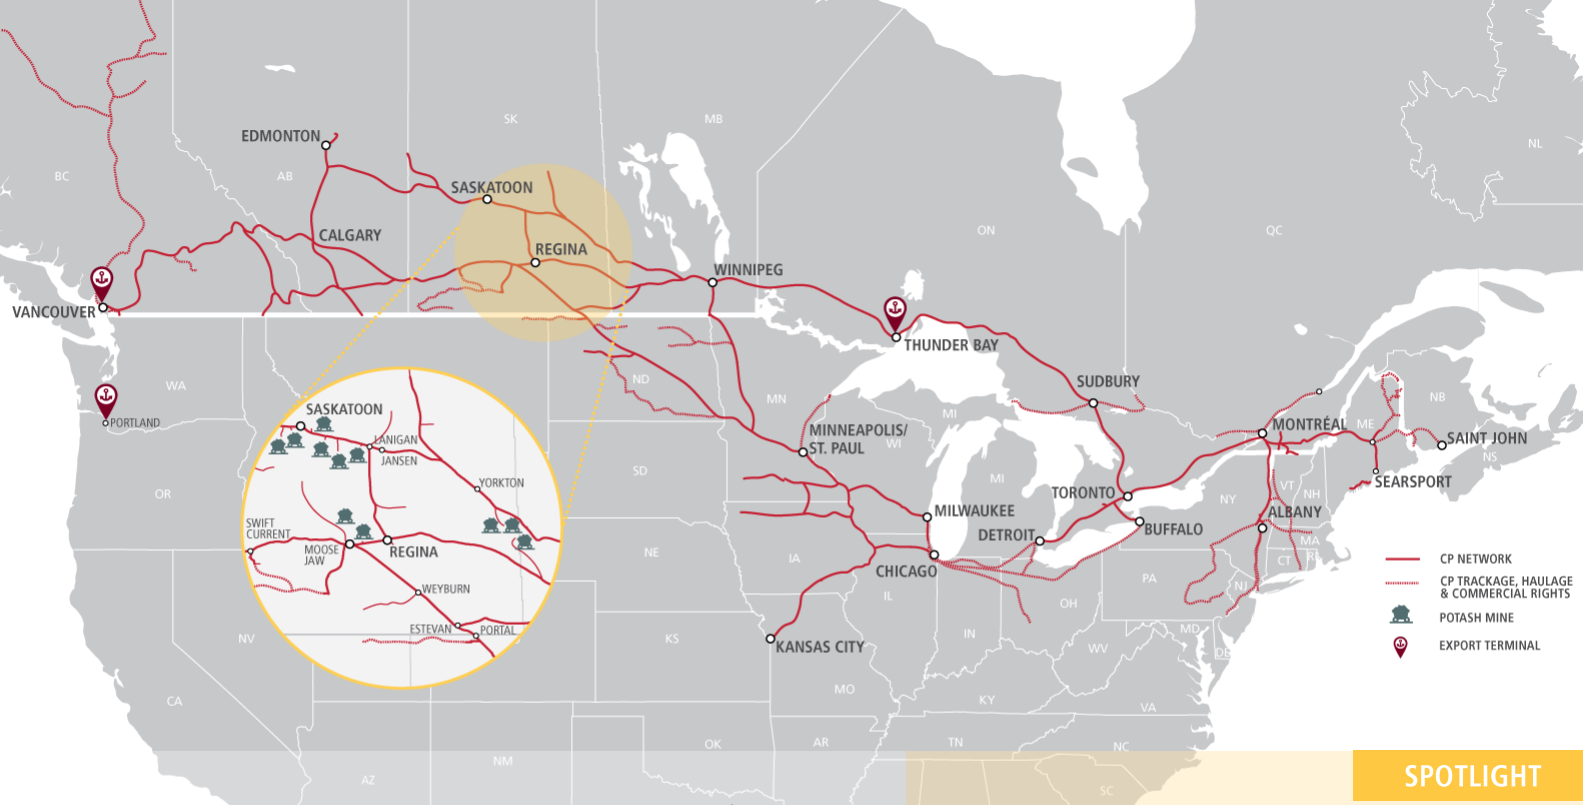 NL
SK
MB
EDMONTON
BC
AB
SASKATOON
ON
QC
CALGARY
REGINA
WINNIPEG
VANCOUVER
THUNDER BAY
WA
ND
MN
MI
SUDBURY
NB
PORTLAND
MINNEAPOLIS/
ST. PAUL
WI
MONTRÉAL
ME
SAINT JOHN
NS
SASKATOON
LANIGAN
JANSEN
SD
MI
TORONTO
VT
NH
NY
SEARSPORT
OR
YORKTON
MILWAUKEE
DETROIT
BUFFALO
ALBANY
SWIFT
CURRENT
MOOSE
JAW
REGINA
NE
IA
CHICAGO
MA
CT
RI
CP NETWORK
PA
NJ
CP TRACKAGE, HAULAGE
& COMMERCIAL RIGHTS
WEYBURN
IL
OH
POTASH MINE
ESTEVAN
PORTAL
NV
KS
KANSAS CITY
IN
WV
MD
DE
EXPORT TERMINAL
CA
MO
KY
VA
OK
AR
TN
NC
NM
AZ
SC
SPOTLIGHT